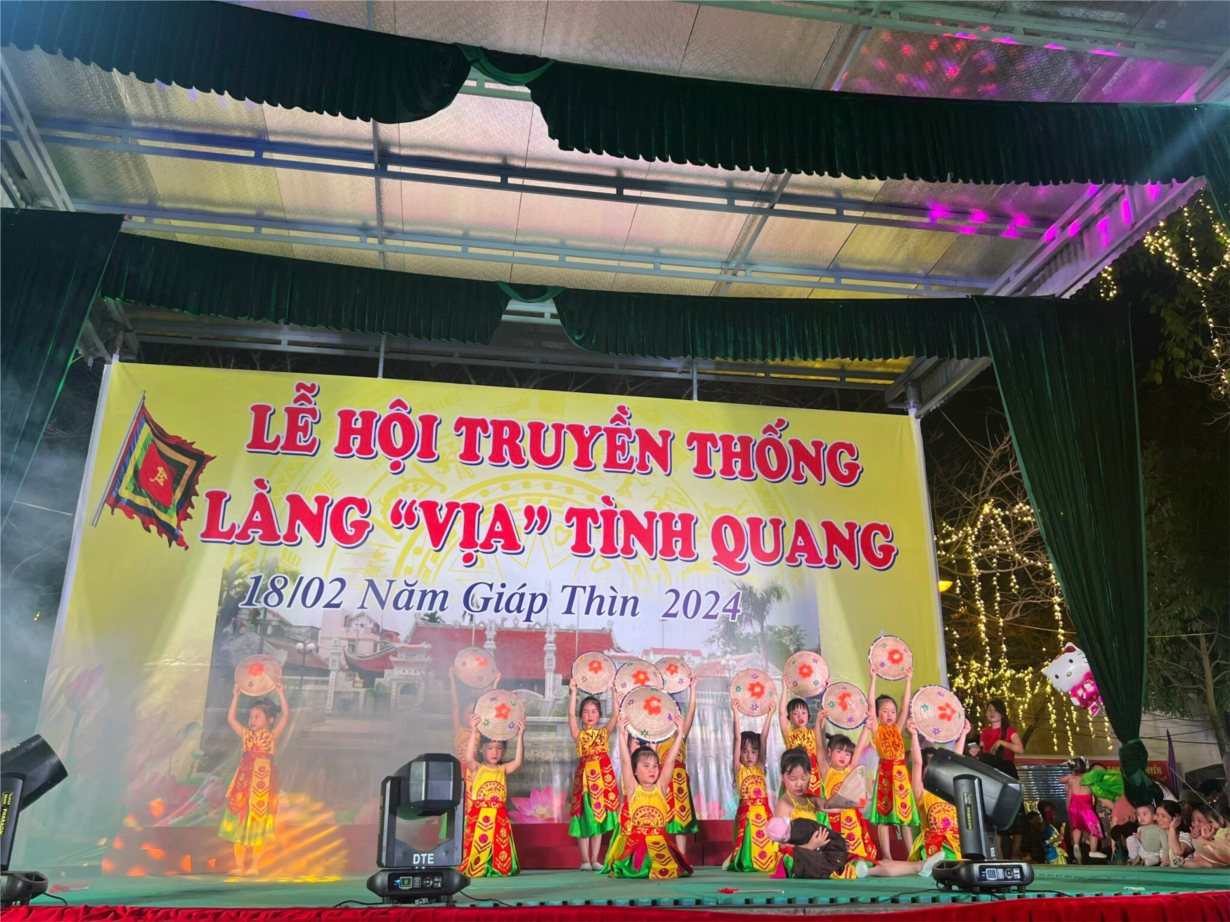 LỄ HỘI TRUYỀN THỐNG
LÀNG “VỊA” TÌNH QUANG
18/02 Năm Giáp Thìn 2024
DTE